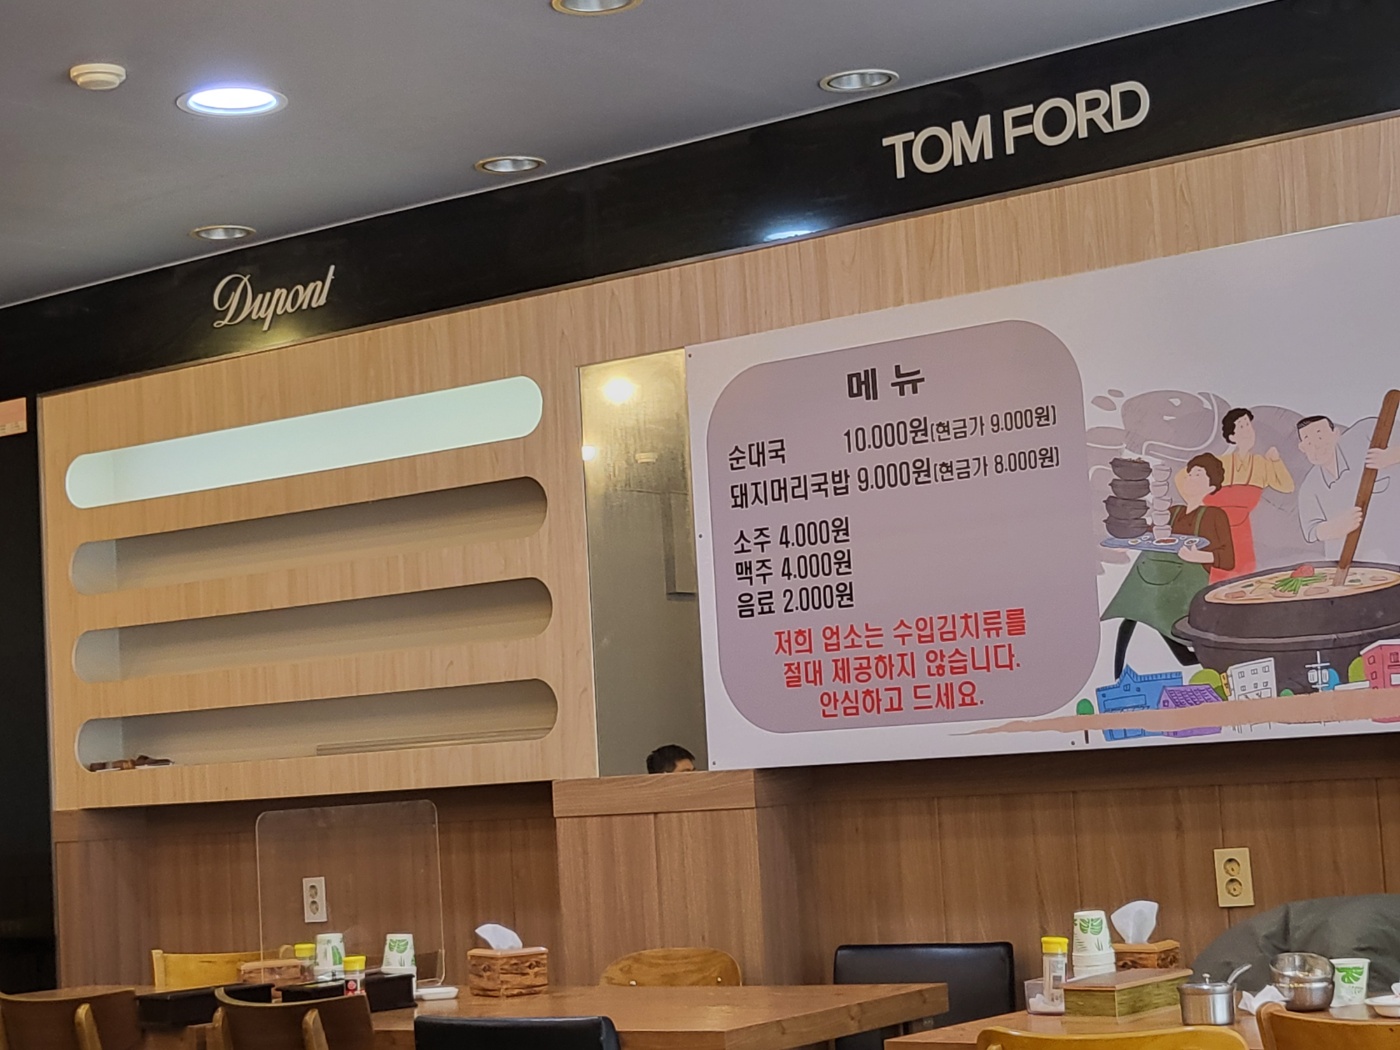 TOM FORD
Dupont
메뉴
순대국 10.000원(현금가 9.000원)
돼지머리국밥 9.000원(현금가 8.000원)
소주 4.000원
맥주 4.000원
음료 2.000원
저희 업소는 수입김치류를
절대 제공하지 않습니다.
안심하고 드세요.